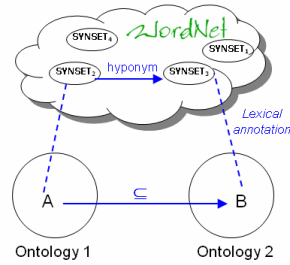 WordNet
SYNSET4
SYNSET1
hyponym
SYNSET2
SYNSET3
Lexical
annotation
A
⊆
B
Ontology 1
Ontology 2